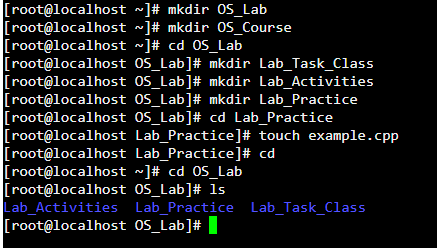 [root@localhost ~]# mkdir OS_Lab
[root@localhost ~]# mkdir OS_Course
[root@localhost ~]# cd OS_Lab
[root@localhost OS_Lab]# mkdir Lab_Task_Class
[root@localhost OS_Lab]# mkdir Lab_Activities
[root@localhost OS_Lab]# mkdir Lab_Practice
[root@localhost OS_Lab]# cd Lab_Practice
[root@localhost Lab_Practice]# touch example.cpp
[root@localhost Lab_Practice]# cd
[root@localhost ~]# cd OS_Lab
[root@localhost OS_Lab]# ls
Lab_Activities  Lab_Practice  Lab_Task_Class
[root@localhost OS_Lab]#